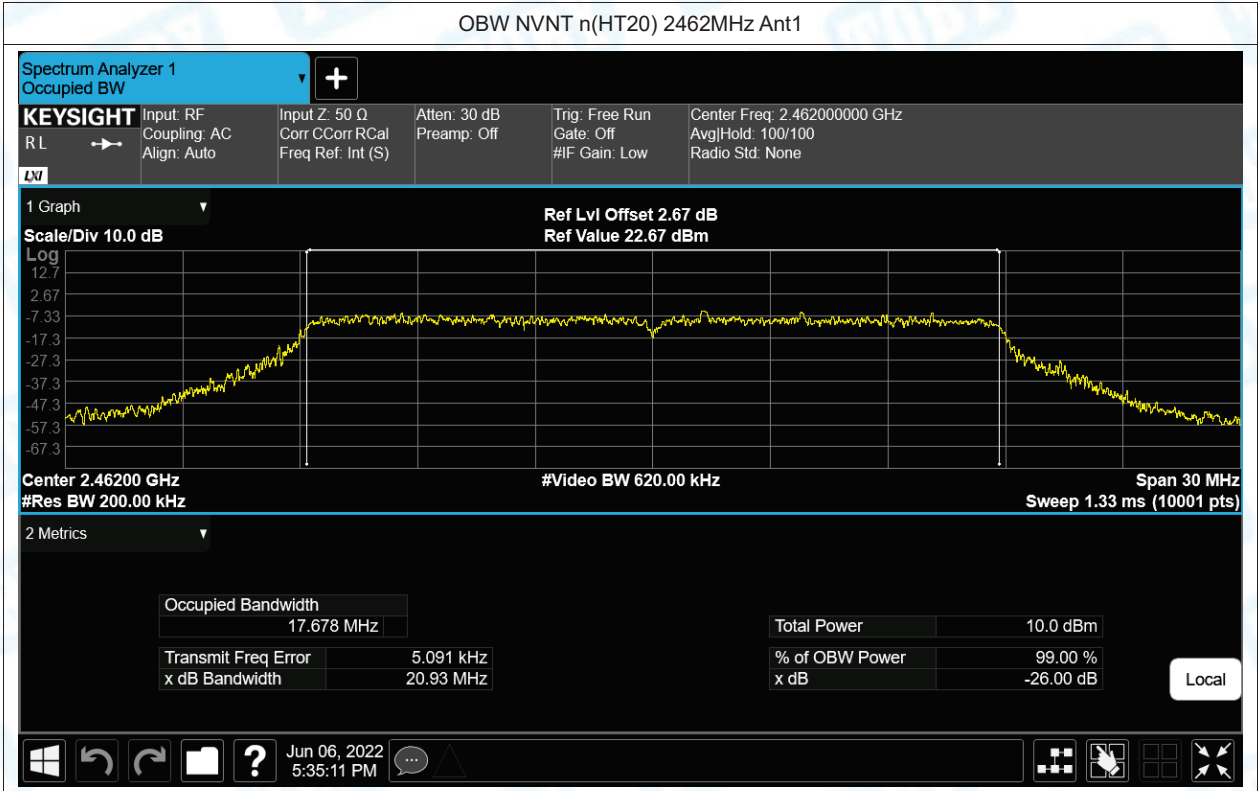 OBW NVNT n(HT20) 2462MHz Ant1
Spectrum Analyzer 1
Occupied BW
KEYSIGHT
R L
LXI
Input: RF
Coupling: AC
Align: Auto
Input Z: 50 Ω
Corr CCorr RCal
Freq Ref: Int (S)
Atten: 30 dB
Preamp: Off
Trig: Free Run
Gate: Off
#IF Gain: Low
Center Freq: 2.462000000 GHz
Avg|Hold: 100/100
Radio Std: None
1 Graph
Scale/Div 10.0 dB
Ref Lvl Offset 2.67 dB
Ref Value 22.67 dBm
Log
12.7
2.67
-7.33
-17.3
-27.3
-37.3
-47.3
-57.3
-67.3
Center 2.46200 GHz
#Video BW 620.00 kHz
Span 30 MHz
#Res BW 200.00 kHz
Sweep 1.33 ms (10001 pts)
2 Metrics
Occupied Bandwidth
17.678 MHz
Total Power 10.0 dBm
Transmit Freq Error 5.091 kHz
% of OBW Power 99.00 %
x dB Bandwidth 20.93 MHz
x dB -26.00 dB
Local
?
Jun 06, 2022
5:35:11 PM